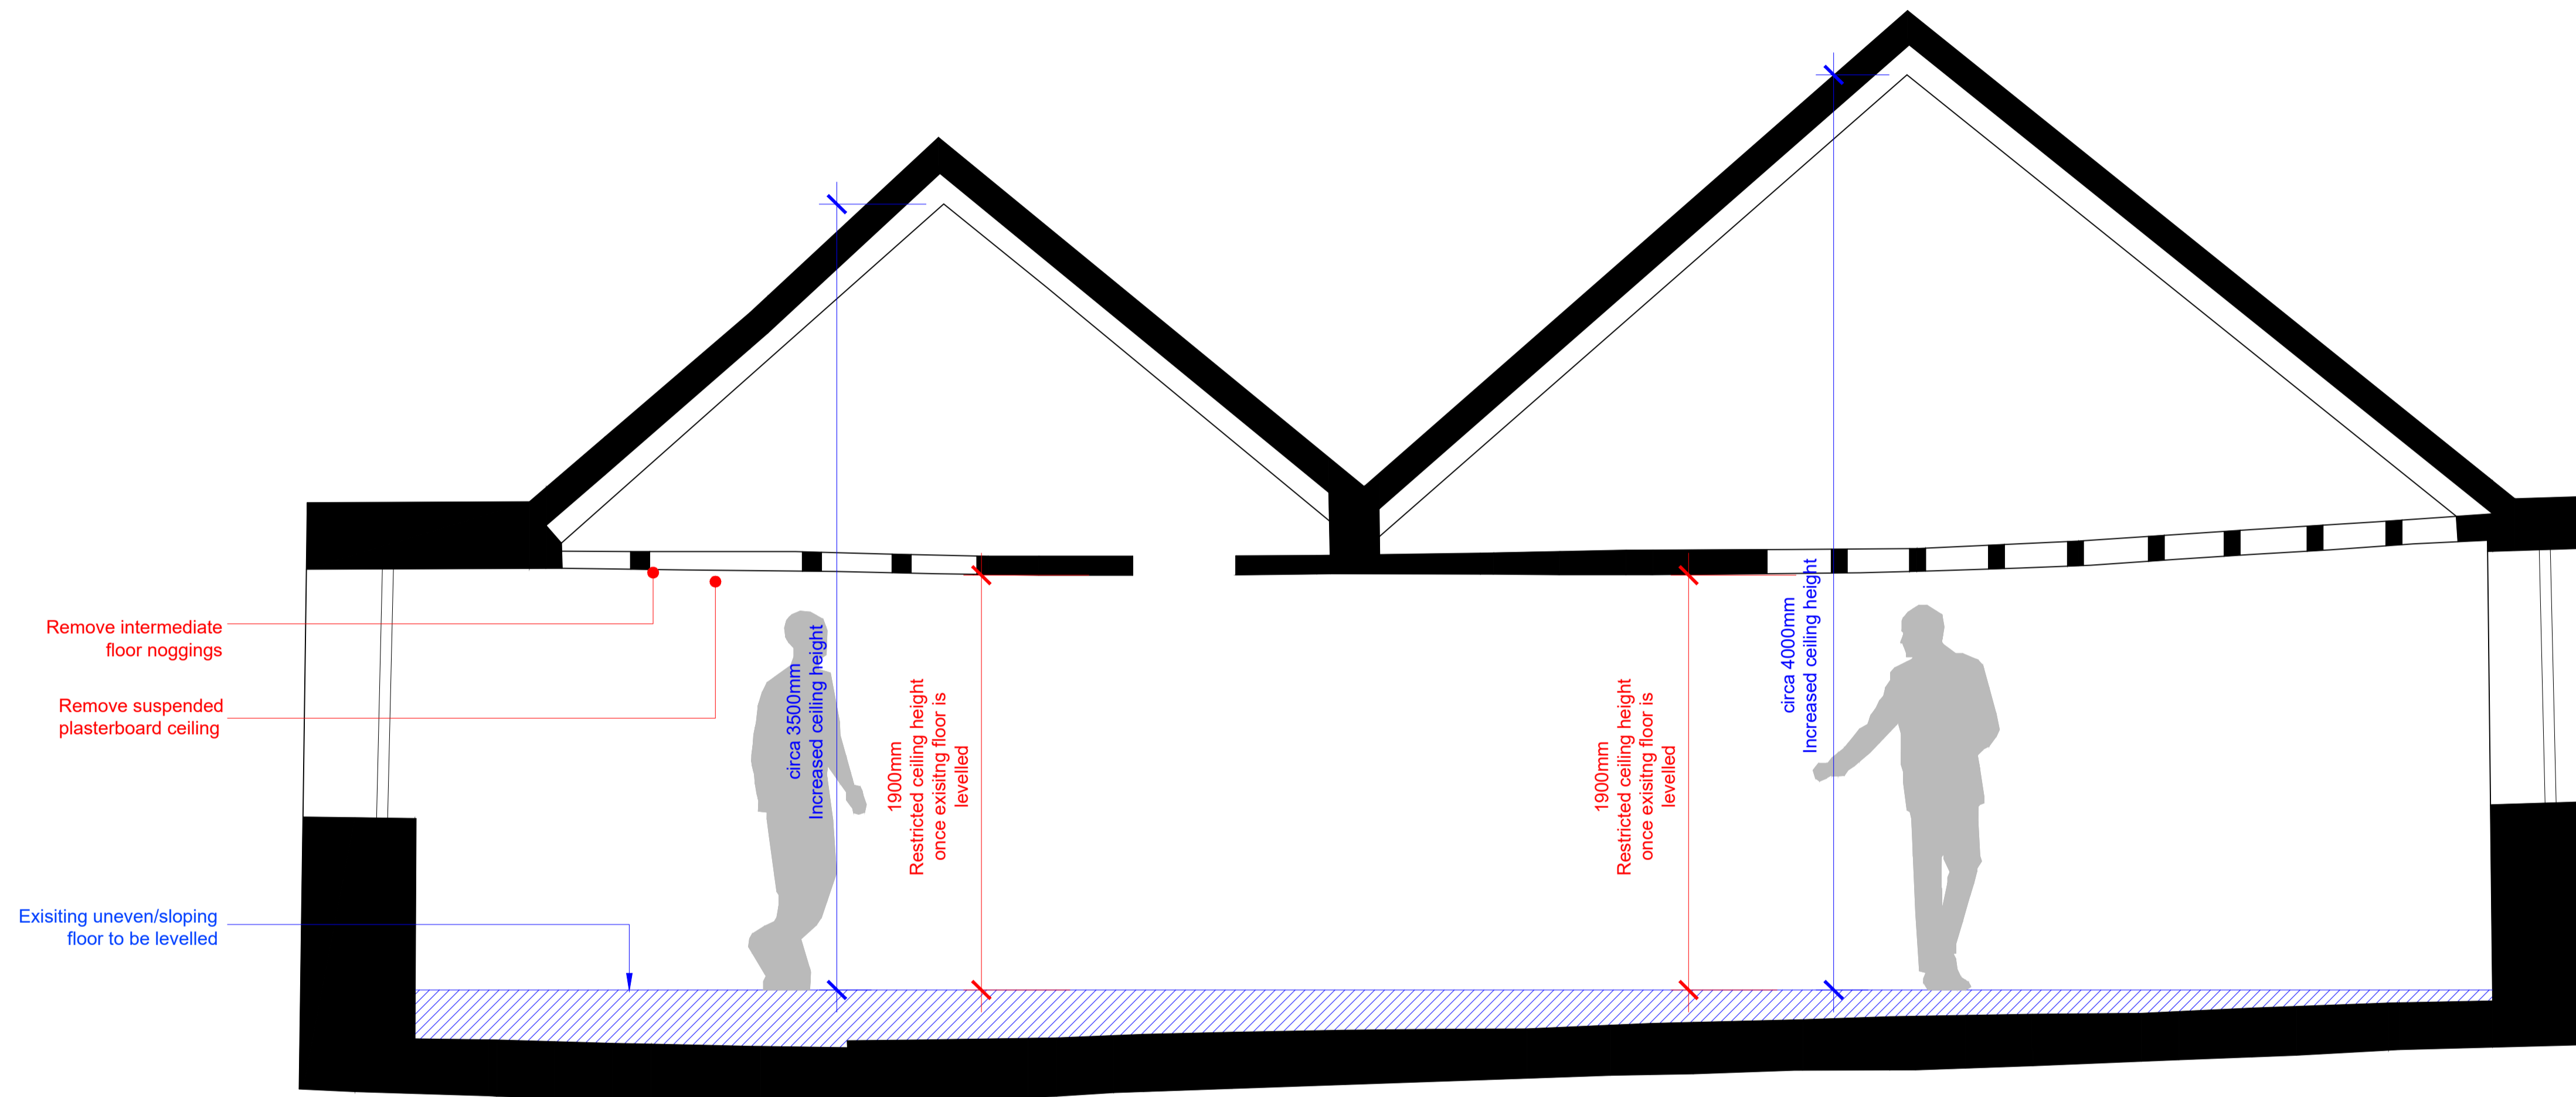 Remove intermediate
floor noggings
Remove suspended
plasterboard ceiling
Exisiting uneven/sloping
floor to be levelled
circa 3500mm
Increased ceiling height
1900mm
Restricted ceiling height
once exisitng floor is
levelled
1900mm
Restricted ceiling height
once exisitng floor is
levelled
circa 4000mm
Increased ceiling height